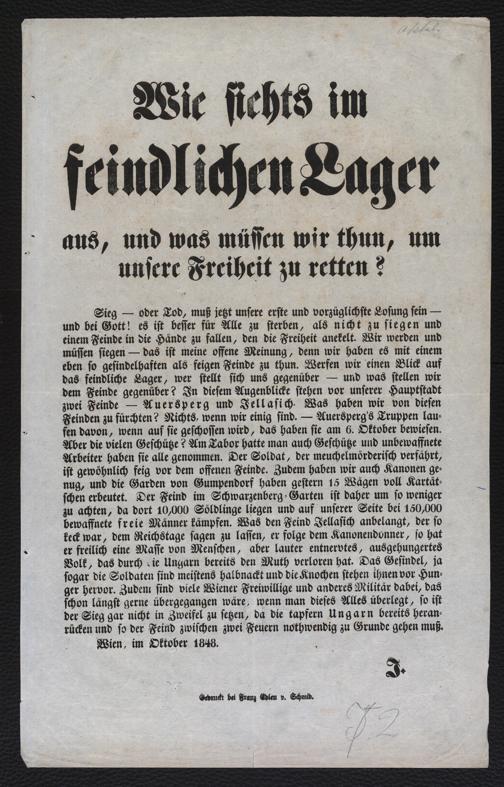 Wie siehts im
feindlichen Lager
aus, und was müssen wir thun, um
unsere Freiheit zu retten?
Sieg — oder Tod, muß jetzt unsere erste und vorzüglichste Losung sein —
und bei Gott! es ist besser für Alle zu sterben, als nicht zu siegen und
einem Feinde in die Hände zu fallen, den die Freiheit anekelt. Wir werden und
müssen siegen — das ist meine offene Meinung, denn wir haben es mit einem
eben so gesindelhaften als feigen Feinde zu thun. Werfen wir einen Blick auf
das feindliche Lager, wer stellt sich uns gegenüber — und was stellen wir
dem Feinde gegenüber? In diesem Augenblicke stehen vor unserer Hauptstadt
zwei Feinde — Auersperg und Jellasich. Was haben wir von diesen
Feinden zu fürchten? Nichts, wenn wir einig sind. — Auersperg's Truppen lau-
fen davon, wenn auf sie geschossen wird, das haben sie am 6. Oktober bewiesen.
Aber die vielen Geschütze? Am Tabor hatte man auch Geschütze und unbewaffnete
Arbeiter haben sie alle genommen. Der Soldat, der meuchelmörderisch verfährt,
ist gewöhnlich feig vor dem offenen Feinde. Zudem haben wir auch Kanonen ge-
nug, und die Garden von Gumpendorf haben gestern 15 Wägen voll Kartät-
schen erbeutet. Der Feind im Schwarzenberg-Garten ist daher um so weniger
zu achten, da dort 10,000 Söldlinge liegen und auf unserer Seite bei 150,000
bewaffnete freie Männer kämpfen. Was den Feind Jellasich anbelangt, der so
keck war, dem Reichstage sagen zu lassen, er folge dem Kanonendonner, so hat
er freilich eine Masse von Menschen, aber lauter entnervtes, ausgehungertes
Volk, das durch die Ungarn bereits den Muth verloren hat. Das Gesindel, ja
sogar die Soldaten sind meistens halbnackt und die Knochen stehen ihnen vor Hun-
ger hervor. Zudem sind viele Wiener Freiwillige und anderes Militär dabei, das
schon längst gerne übergegangen wäre, wenn man dieses Alles überlegt, so ist
der Sieg gar nicht in Zweifel zu setzen, da die tapfern Ungarn bereits heran-
rücken und so der Feind zwischen zwei Feuern nothwendig zu Grunde gehen muß.
Wien, im Oktober 1848.
J.
Gedruckt bei Franz Edlen v. Schmid.